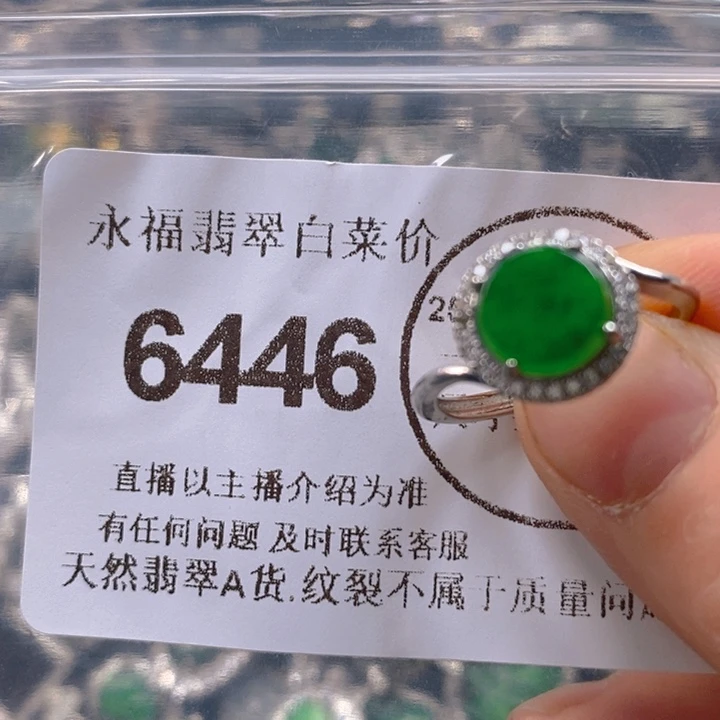 永福翡翠白菜价
6446
直播以主播介绍为准
有任何问题 及时联系客服
天然翡翠A货.纹裂不属于质量问